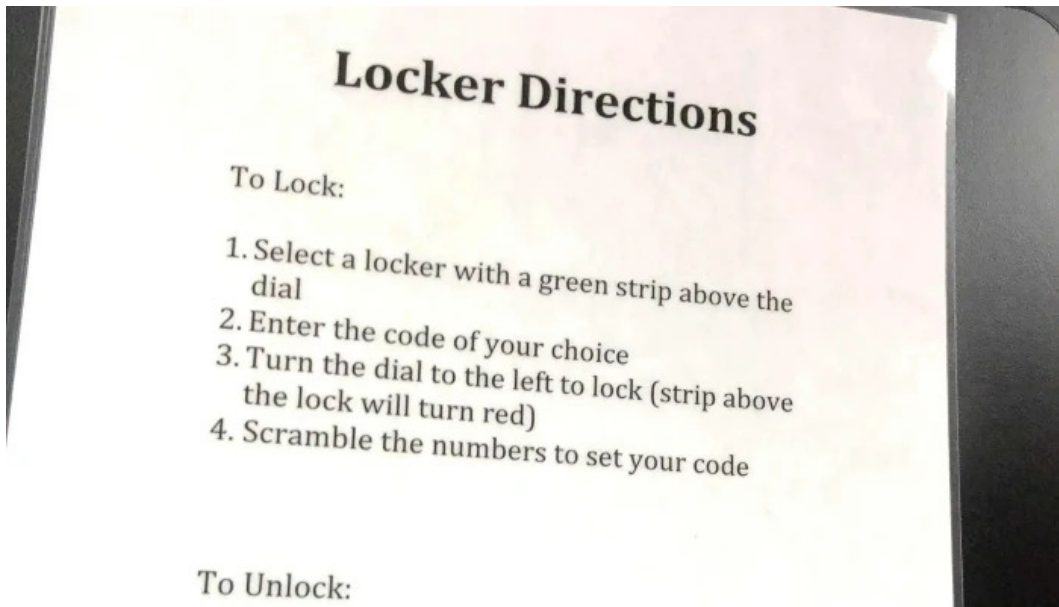 Locker Directions
To Lock:
1. Select a locker with a green strip above the
dial
2. Enter the code of your choice
3. Turn the dial to the left to lock (strip above
the lock will turn red)
4. Scramble the numbers to set your code
To Unlock: